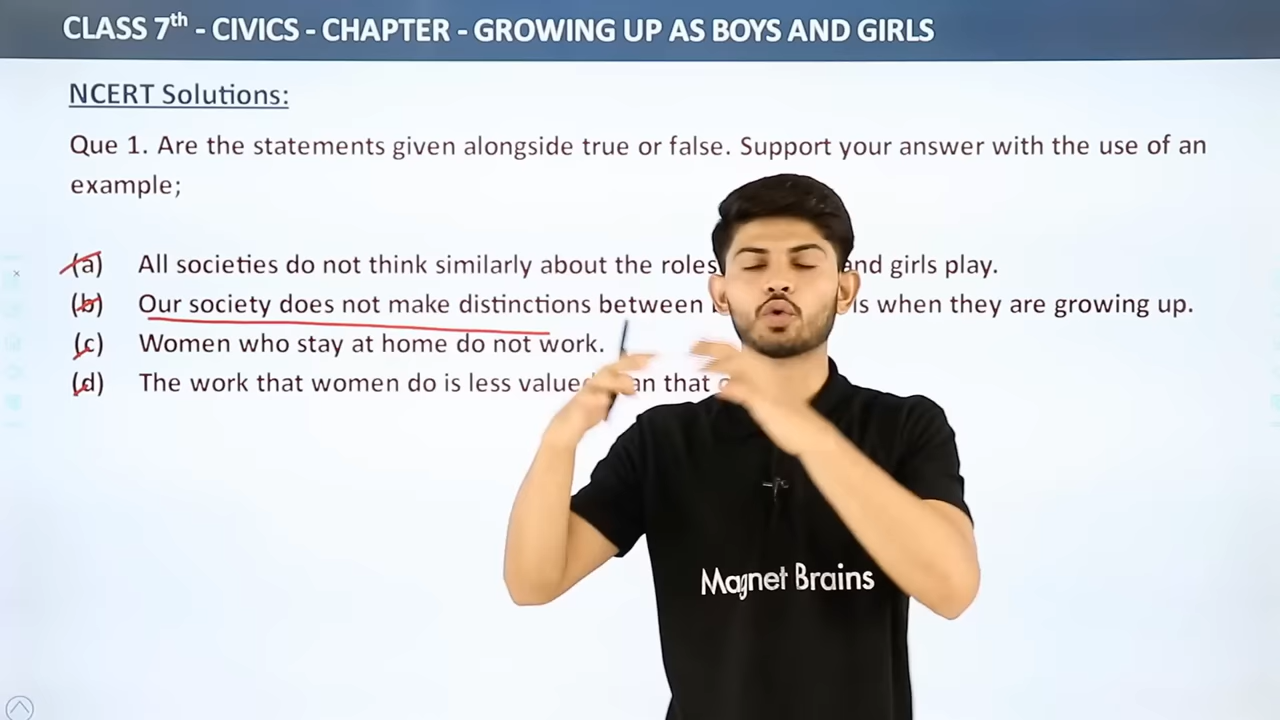 CLASS 7th - CIVICS - CHAPTER - GROWING UP AS BOYS AND GIRLS
NCERT Solutions:
Que 1. Are the statements given alongside true or false. Support your answer with the use of an
example;
(a) All societies do not think similarly about the roles and girls play.
(b) Our society does not make distinctions between is when they are growing up.
(c) Women who stay at home do not work.
(d) The work that women do is less valued that
Magnet Brains